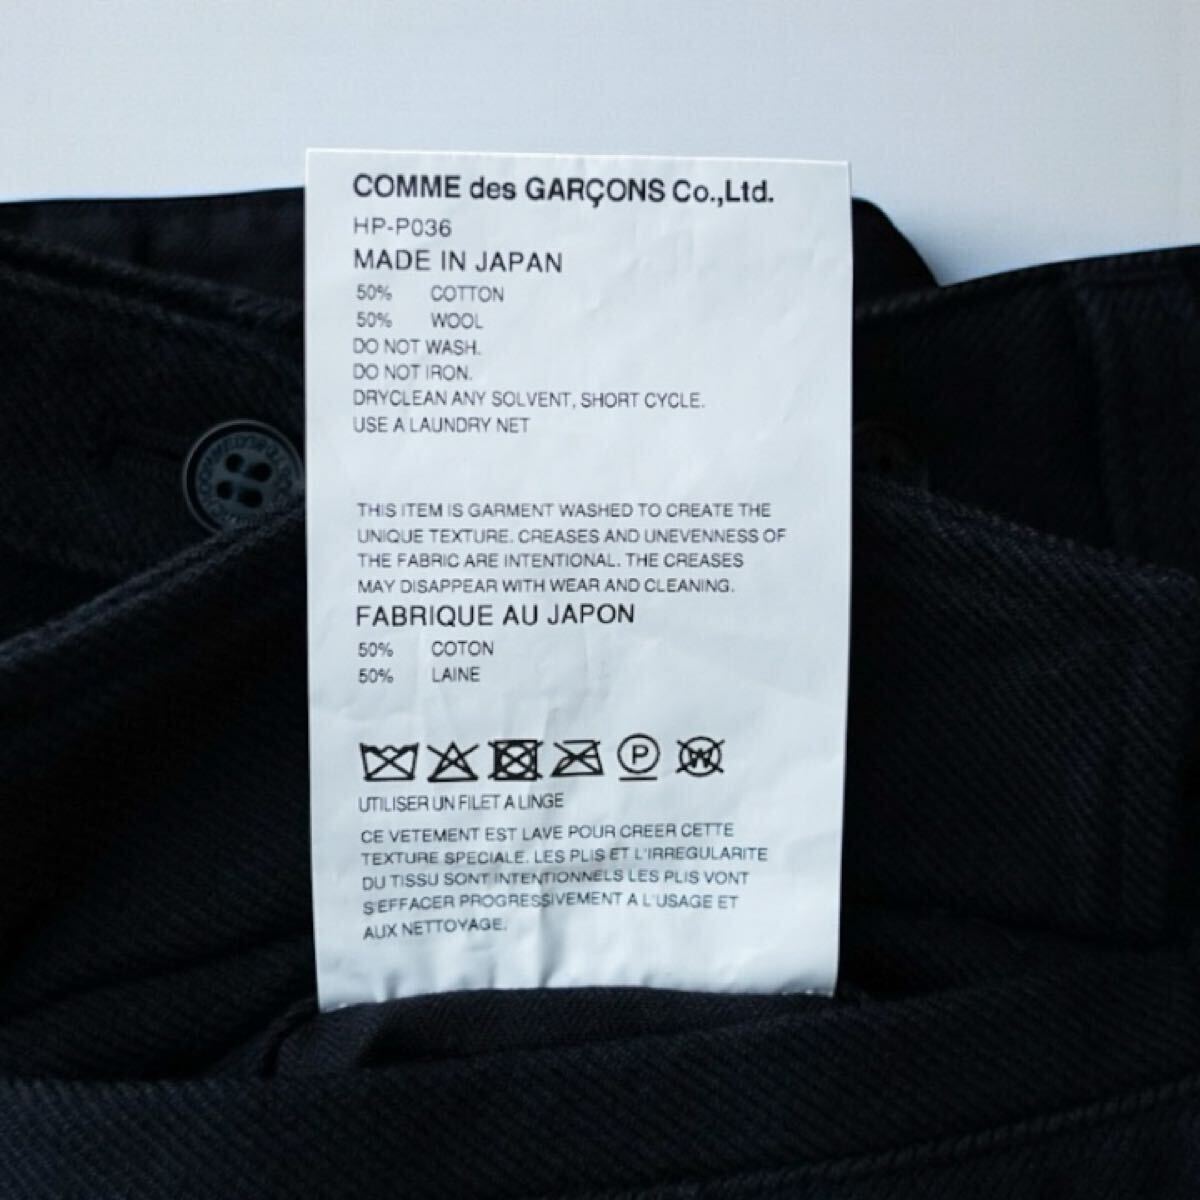 COMME des GARÇONS Co.,Ltd.
HP-P036
MADE IN JAPAN
50% COTTON
50% WOOL
DO NOT WASH.
DO NOT IRON.
DRYCLEAN ANY SOLVENT, SHORT CYCLE.
USE A LAUNDRY NET
THIS ITEM IS GARMENT WASHED TO CREATE THE
UNIQUE TEXTURE. CREASES AND UNEVENNESS OF
THE FABRIC ARE INTENTIONAL. THE CREASES
MAY DISAPPEAR WITH WEAR AND CLEANING.
FABRIQUE AU JAPON
50% COTON
50% LAINE
P W
UTILISER UN FILET A LINGE
CE VETEMENT EST LAVE POUR CREER CETTE
TEXTURE SPECIALE. LES PLIS ET L'IRREGULARITE
DU TISSU SONT INTENTIONNELS LES PLIS VONT
S'EFFACER PROGRESSIVEMENT A L'USAGE ET
AUX NETTOYAGE.